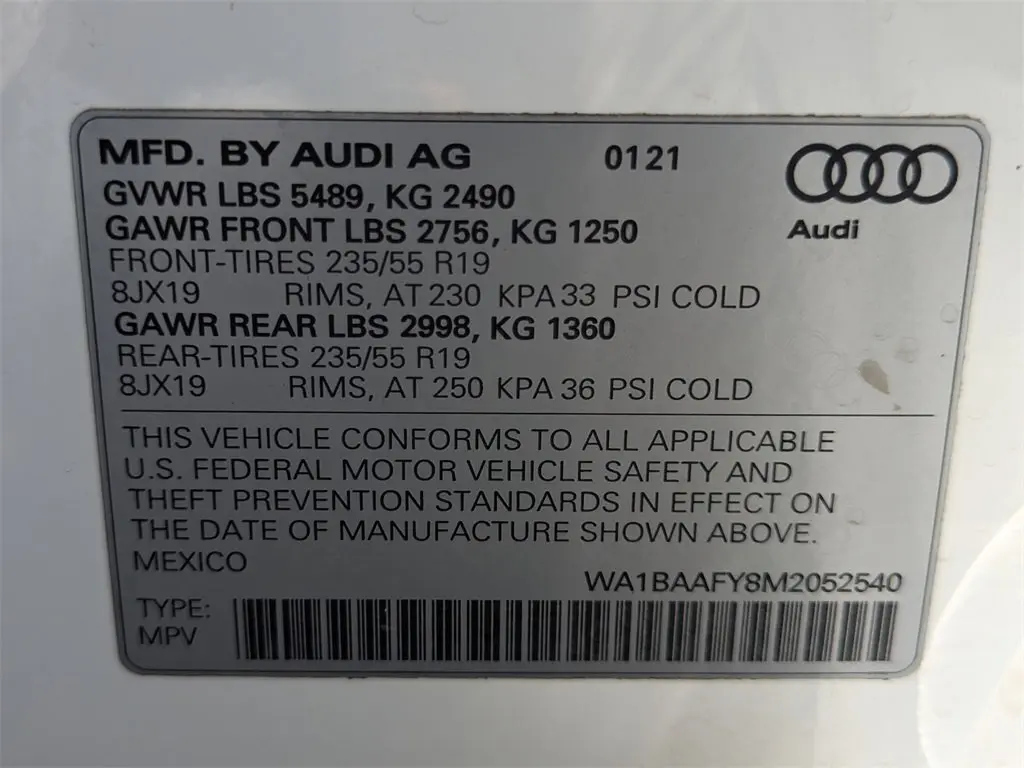 MFD. BY AUDI AG 0121
GVWR LBS 5489, KG 2490
Audi
GAWR FRONT LBS 2756, KG 1250
FRONT-TIRES 235/55 R19
8JX19 RIMS, AT 230 KPA 33 PSI COLD
GAWR REAR LBS 2998, KG 1360
REAR-TIRES 235/55 R19
8JX19 RIMS, AT 250 KPA 36 PSI COLD
THIS VEHICLE CONFORMS TO ALL APPLICABLE
U.S. FEDERAL MOTOR VEHICLE SAFETY AND
THEFT PREVENTION STANDARDS IN EFFECT ON
THE DATE OF MANUFACTURE SHOWN ABOVE.
MEXICO
WA1BAAFY8M2052540
TYPE:
MPV